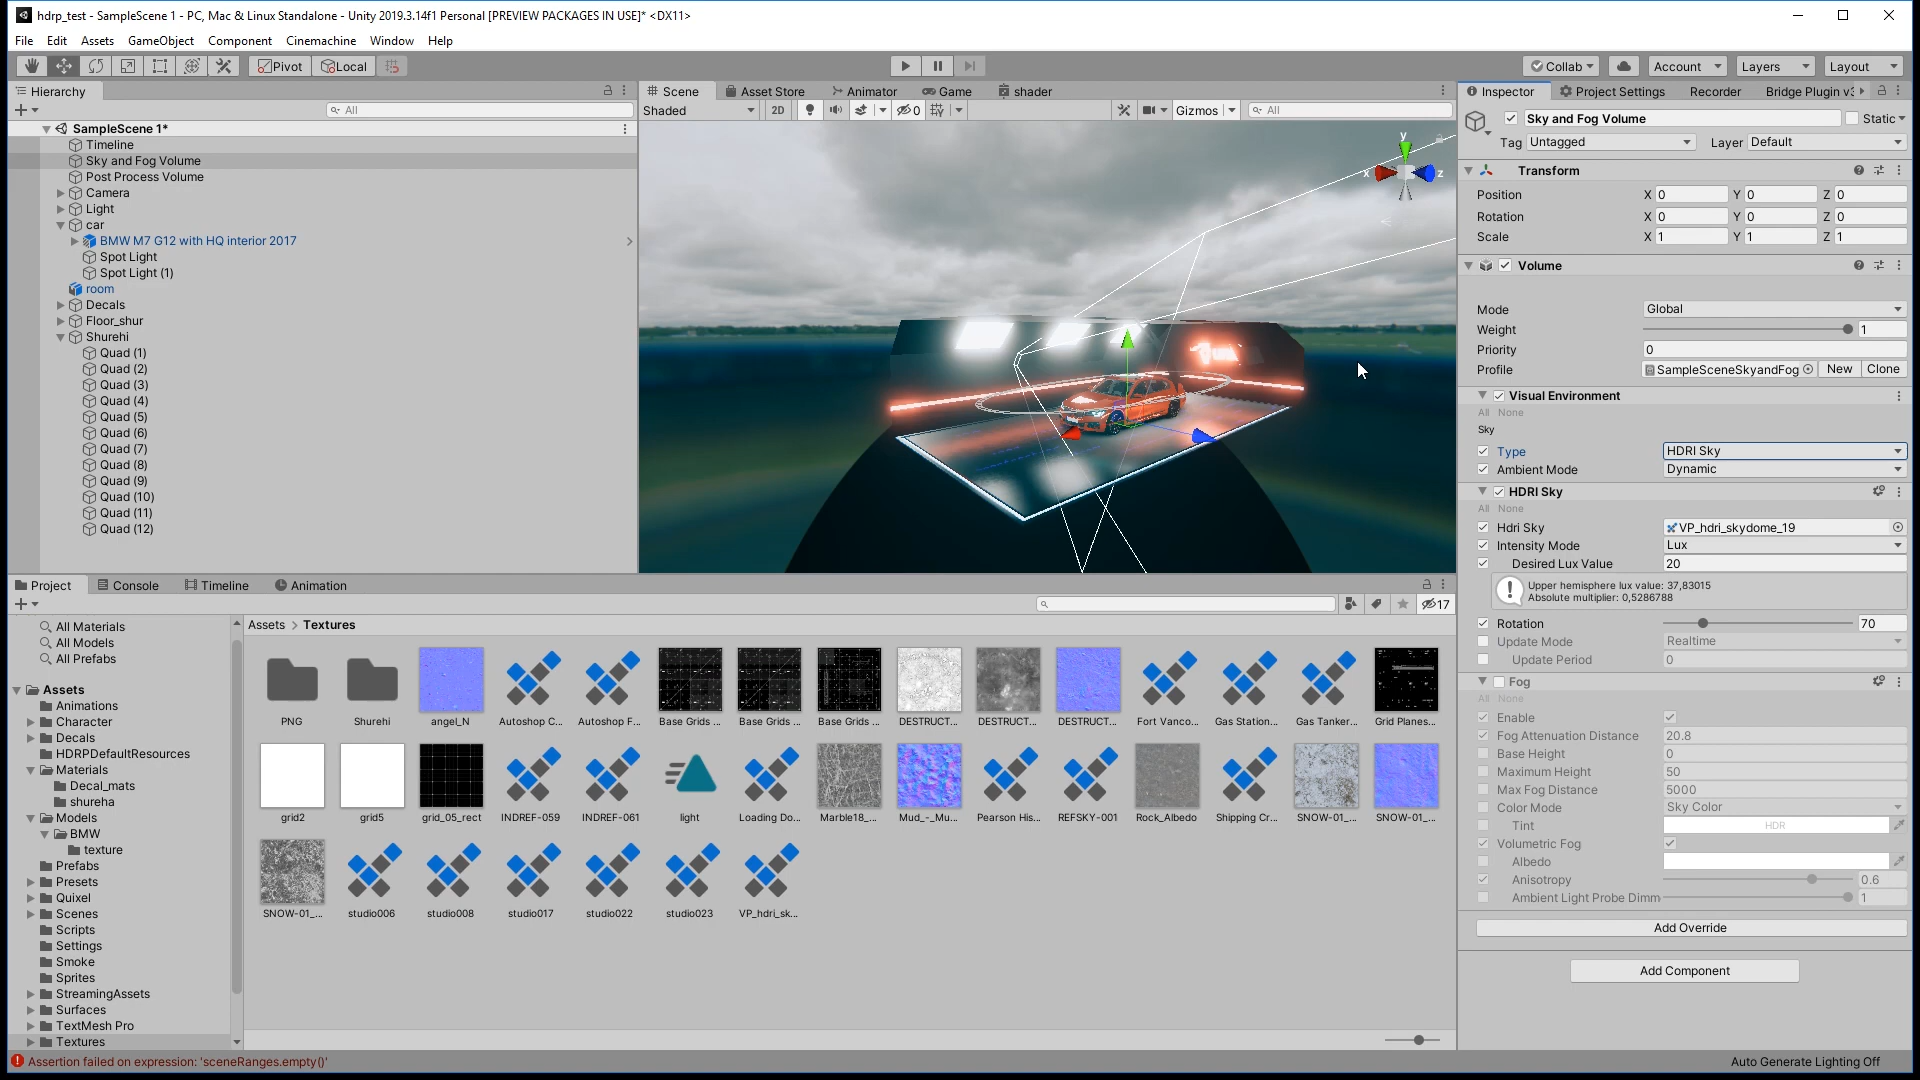 hdrp_test - SampleScene 1 - PC, Mac & Linux Standalone - Unity 2019.3.14f1 Personal [PREVIEW PACKAGES IN USE]* <DX11>
File Edit Assets GameObject Component Cinemachine Window Help
Pivot Local Collab Account Layers Layout
Hierarchy
All
SampleScene 1*
Timeline
Sky and Fog Volume
Post Process Volume
Camera
Light
car
BMW M7 G12 with HQ interior 2017
Spot Light
Spot Light (1)
room
Decals
Floor_shur
Shurehi
Quad (1)
Quad (2)
Quad (3)
Quad (4)
Quad (5)
Quad (6)
Quad (7)
Quad (8)
Quad (9)
Quad (10)
Quad (11)
Quad (12)
Scene Asset Store Animator Game shader
Shaded 2D 0 Gizmos All
y
x z
Inspector Project Settings Recorder Bridge Plugin v3
Sky and Fog Volume Static
Tag Untagged Layer Default
Transform
Position X 0 Y 0 Z 0
Rotation X 0 Y 0 Z 0
Scale X 1 Y 1 Z 1
Volume
Mode Global
Weight 1
Priority 0
Profile SampleSceneSkyandFog New Clone
Visual Environment
All None
Sky
Type HDRI Sky
Ambient Mode Dynamic
HDRI Sky
All None
Hdri Sky VP_hdri_skydome_19
Intensity Mode Lux
Desired Lux Value 20
Upper hemisphere lux value: 37,83015
Absolute multiplier: 0,5286788
Rotation 70
Update Mode Realtime
Update Period 0
Fog
All None
Enable
Fog Attenuation Distance 20.8
Base Height 0
Maximum Height 50
Max Fog Distance 5000
Color Mode Sky Color
Tint HDR
Volumetric Fog
Albedo
Anisotropy 0.6
Ambient Light Probe Dimm 1
Add Override
Add Component
Project Console Timeline Animation
17
All Materials
All Models
All Prefabs
Assets
Animations
Character
Decals
HDRPDefaultResources
Materials
Decal_mats
shureha
Models
BMW
texture
Prefabs
Presets
Quixel
Scenes
Scripts
Settings
Smoke
Sprites
StreamingAssets
Surfaces
TextMesh Pro
Textures
Assets > Textures
PNG Shurehi angel_N Autoshop C... Autoshop F... Base Grids ... Base Grids ... Base Grids ... DESTRUCT... DESTRUCT... DESTRUCT... Fort Vanco... Gas Station... Gas Tanker... Grid Planes...
grid2 grid5 grid_05_rect INDREF-059 INDREF-061 light Loading Do... Marble18_... Mud_-_Mu... Pearson His... REFSKY-001 Rock_Albedo Shipping Cr... SNOW-01_... SNOW-01_...
SNOW-01_... studio006 studio008 studio017 studio022 studio023 VP_hdri_sk...
Assertion failed on expression: 'sceneRanges.empty()'
Auto Generate Lighting Off